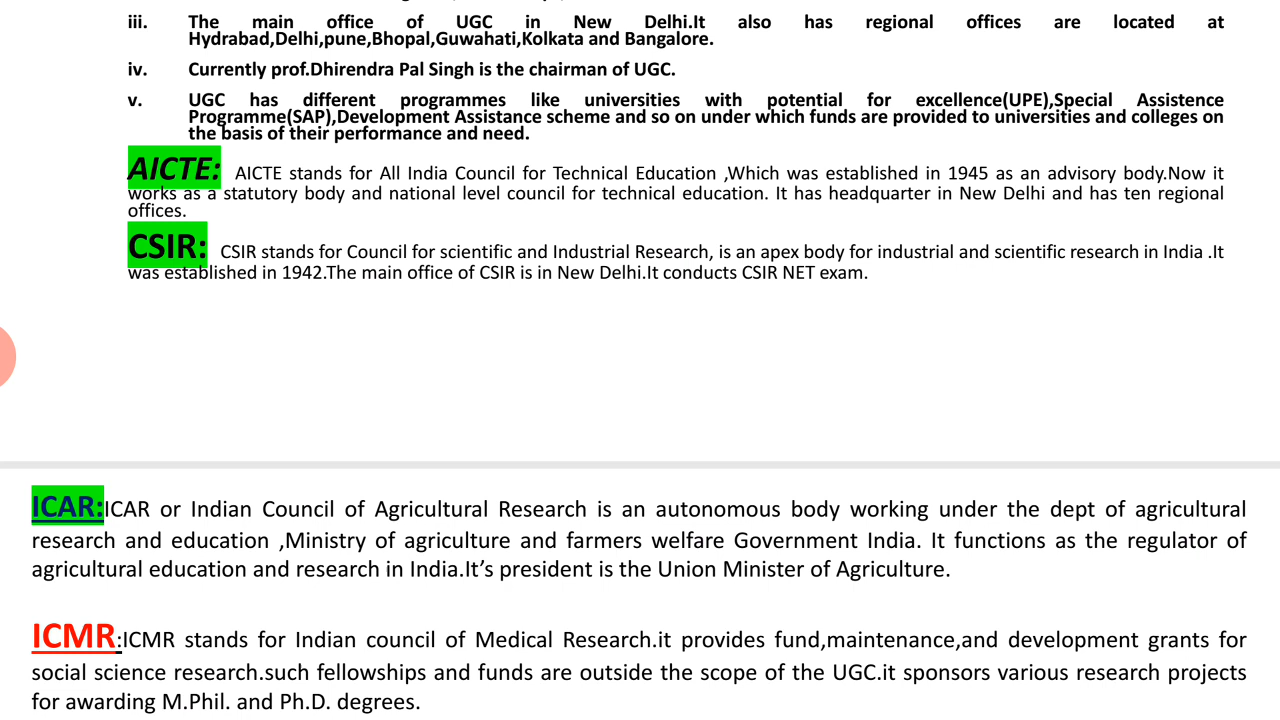 iii. The main office of UGC in New Delhi.It also has regional offices are located at
Hydrabad,Delhi,pune,Bhopal,Guwahati,Kolkata and Bangalore.
iv. Currently prof.Dhirendra Pal Singh is the chairman of UGC.
v. UGC has different programmes like universities with potential for excellence(UPE),Special Assistence
Programme(SAP),Development Assistance scheme and so on under which funds are provided to universities and colleges on
the basis of their performance and need.
AICTE: AICTE stands for All India Council for Technical Education ,Which was established in 1945 as an advisory body.Now it
works as a statutory body and national level council for technical education. It has headquarter in New Delhi and has ten regional
offices.
CSIR: CSIR stands for Council for scientific and Industrial Research, is an apex body for industrial and scientific research in India .It
was established in 1942.The main office of CSIR is in New Delhi.It conducts CSIR NET exam.
ICAR:ICAR or Indian Council of Agricultural Research is an autonomous body working under the dept of agricultural
research and education ,Ministry of agriculture and farmers welfare Government India. It functions as the regulator of
agricultural education and research in India.It’s president is the Union Minister of Agriculture.
ICMR:ICMR stands for Indian council of Medical Research.it provides fund,maintenance,and development grants for
social science research.such fellowships and funds are outside the scope of the UGC.it sponsors various research projects
for awarding M.Phil. and Ph.D. degrees.